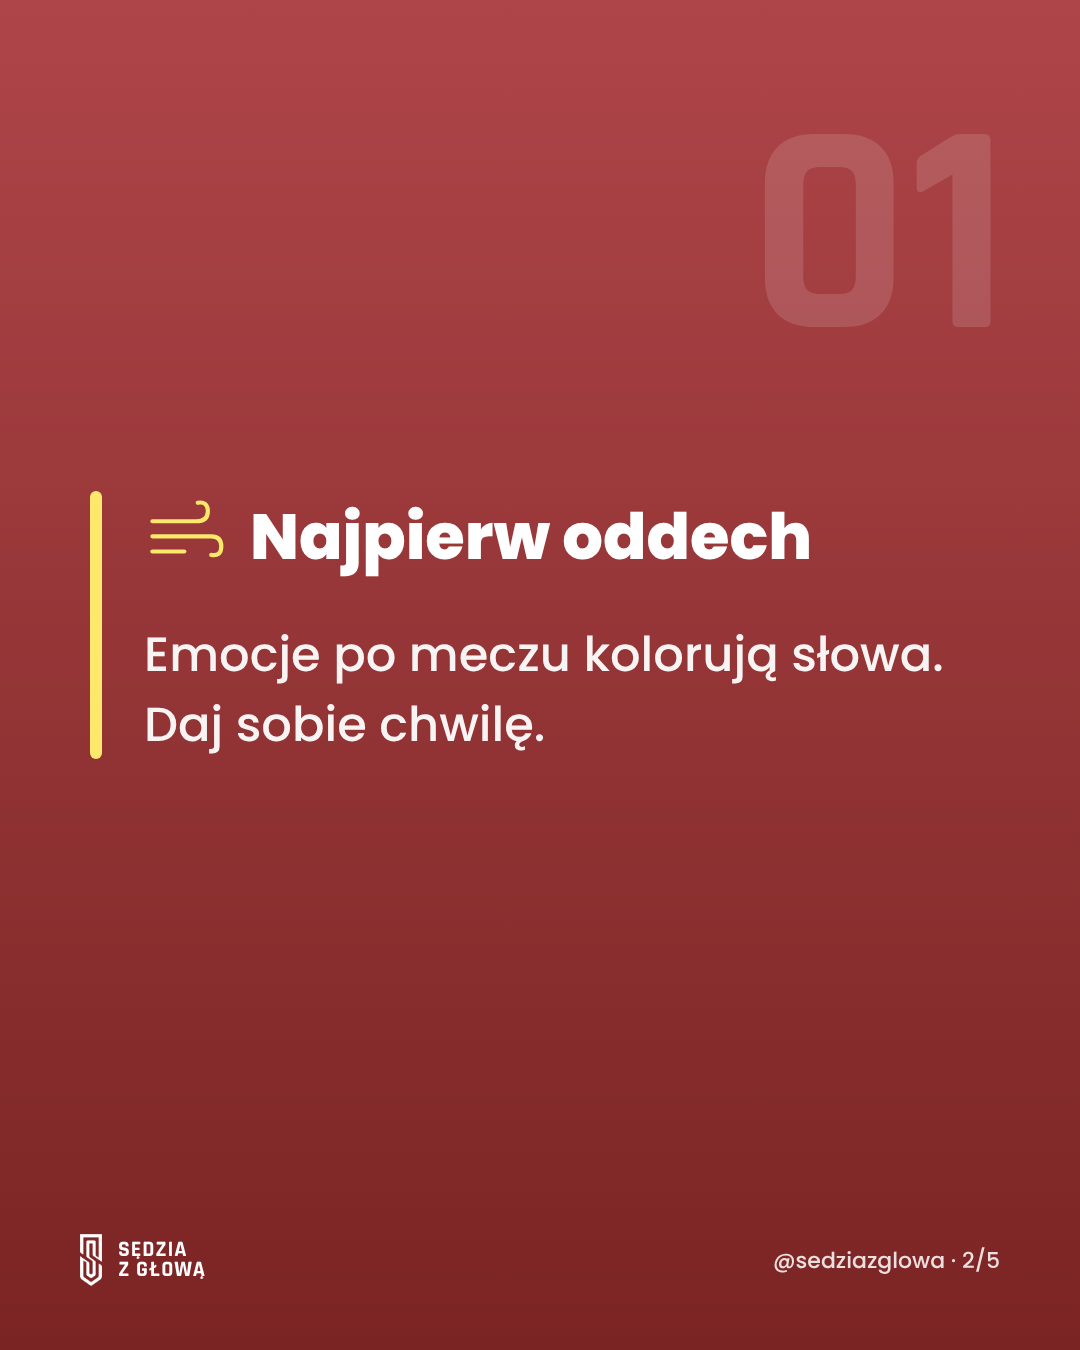 01
Najpierw oddech
Emocje po meczu kolorują słowa.
Daj sobie chwilę.
SĘDZIA
Z GŁOWĄ
@sedziazglowa · 2/5